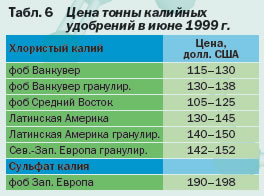 Табл. 6 Цена тонны калийных
удобрений в июне 1999 г.
Хлористый калий Цена,
долл. США
фоб Ванкувер 115–130
фоб Ванкувер гранулир. 130–138
фоб Средний Восток 105–125
Латинская Америка 130–145
Латинская Америка гранулир. 140–150
Сев.-Зап. Европа гранулир. 142–152
Сульфат калия
фоб Зап. Европа 190–198